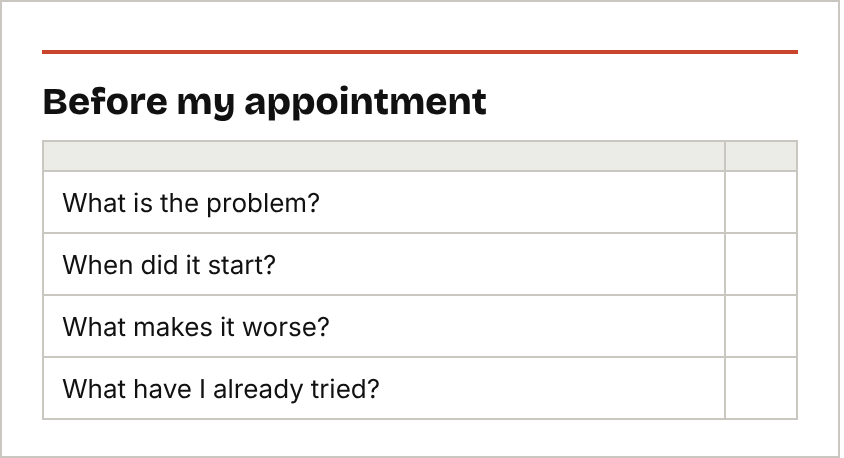 Before my appointment
What is the problem?
When did it start?
What makes it worse?
What have I already tried?